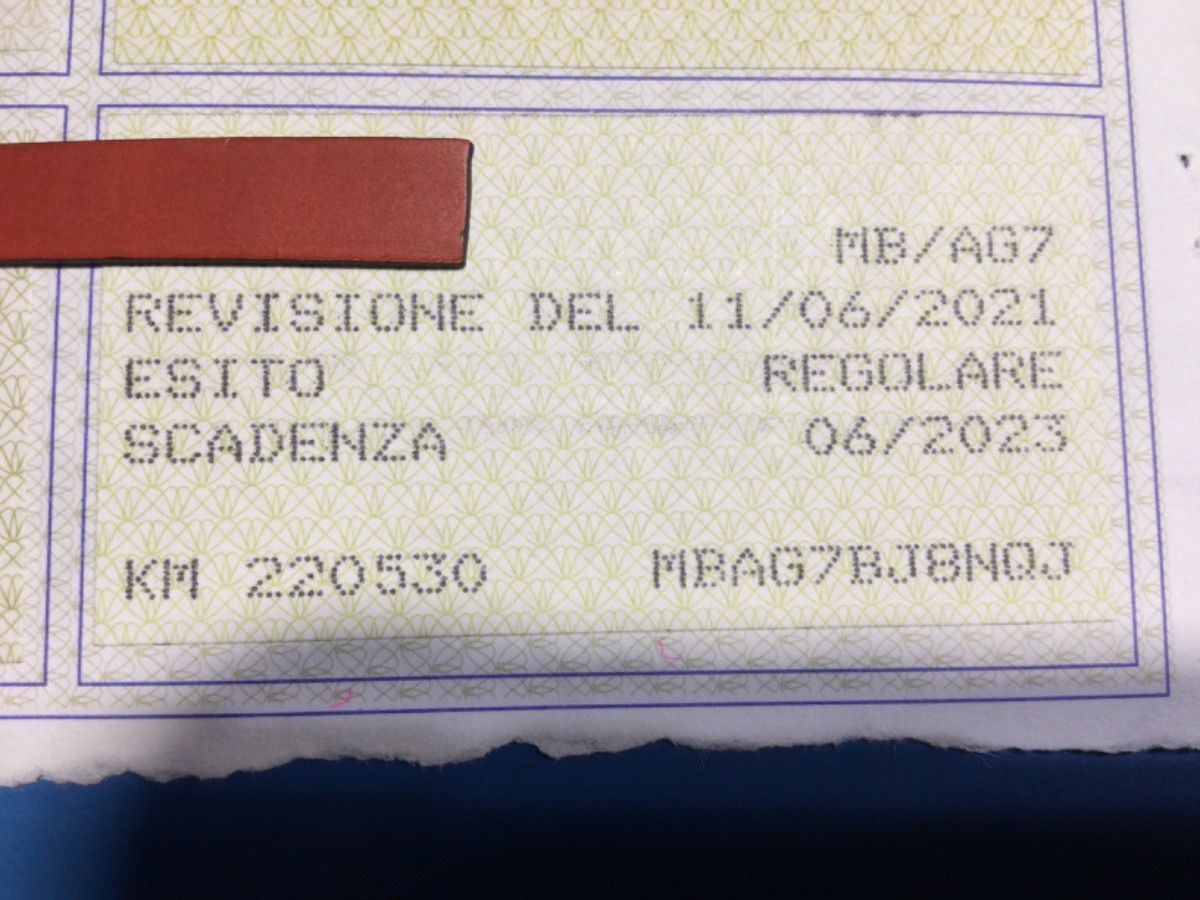 MB/AG7
REVISIONE DEL 11/06/2021
ESITO REGOLARE
SCADENZA 06/2023
KM 220530 MBAG7BJ8NQJ